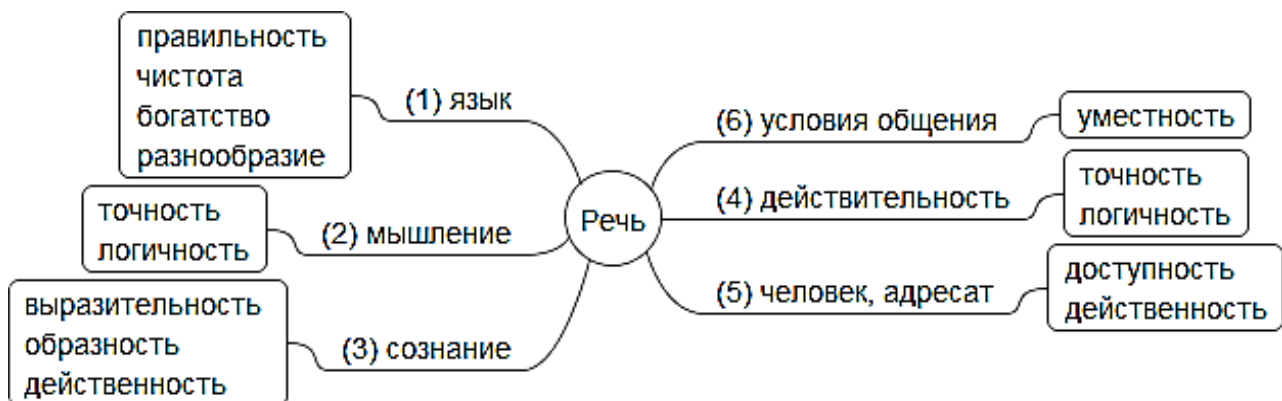 правильность
чистота
богатство
разнообразие
(1) язык
точность
логичность
(2) мышление
выразительность
образность
действенность
(3) сознание
Речь
(6) условия общения
уместность
(4) действительность
точность
логичность
(5) человек, адресат
доступность
действенность